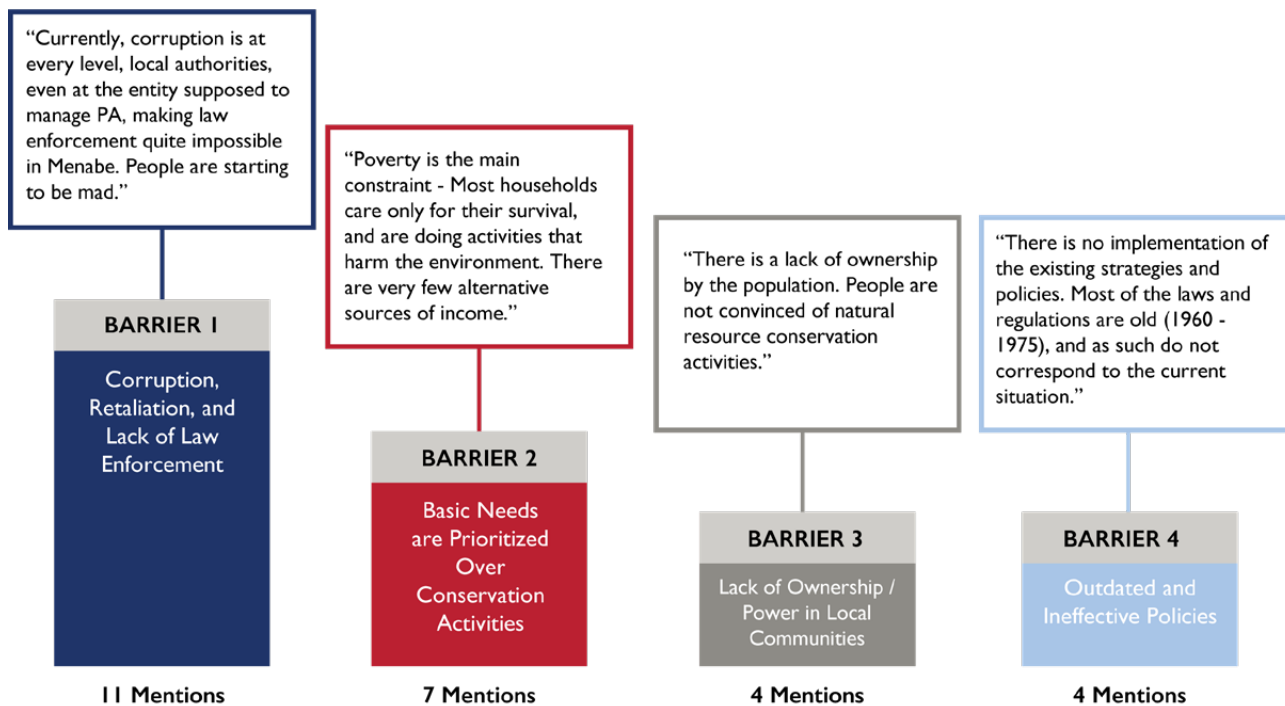 “Currently, corruption is at
every level, local authorities,
even at the entity supposed to
manage PA, making law
enforcement quite impossible
in Menabe. People are starting
to be mad.”
BARRIER 1
Corruption,
Retaliation, and
Lack of Law
Enforcement
11 Mentions
“Poverty is the main
constraint - Most households
care only for their survival,
and are doing activities that
harm the environment. There
are very few alternative
sources of income.”
BARRIER 2
Basic Needs
are Prioritized
Over
Conservation
Activities
7 Mentions
“There is a lack of ownership
by the population. People are
not convinced of natural
resource conservation
activities.”
BARRIER 3
Lack of Ownership /
Power in Local
Communities
4 Mentions
“There is no implementation of
the existing strategies and
policies. Most of the laws and
regulations are old (1960 -
1975), and as such do not
correspond to the current
situation.”
BARRIER 4
Outdated and
Ineffective Policies
4 Mentions